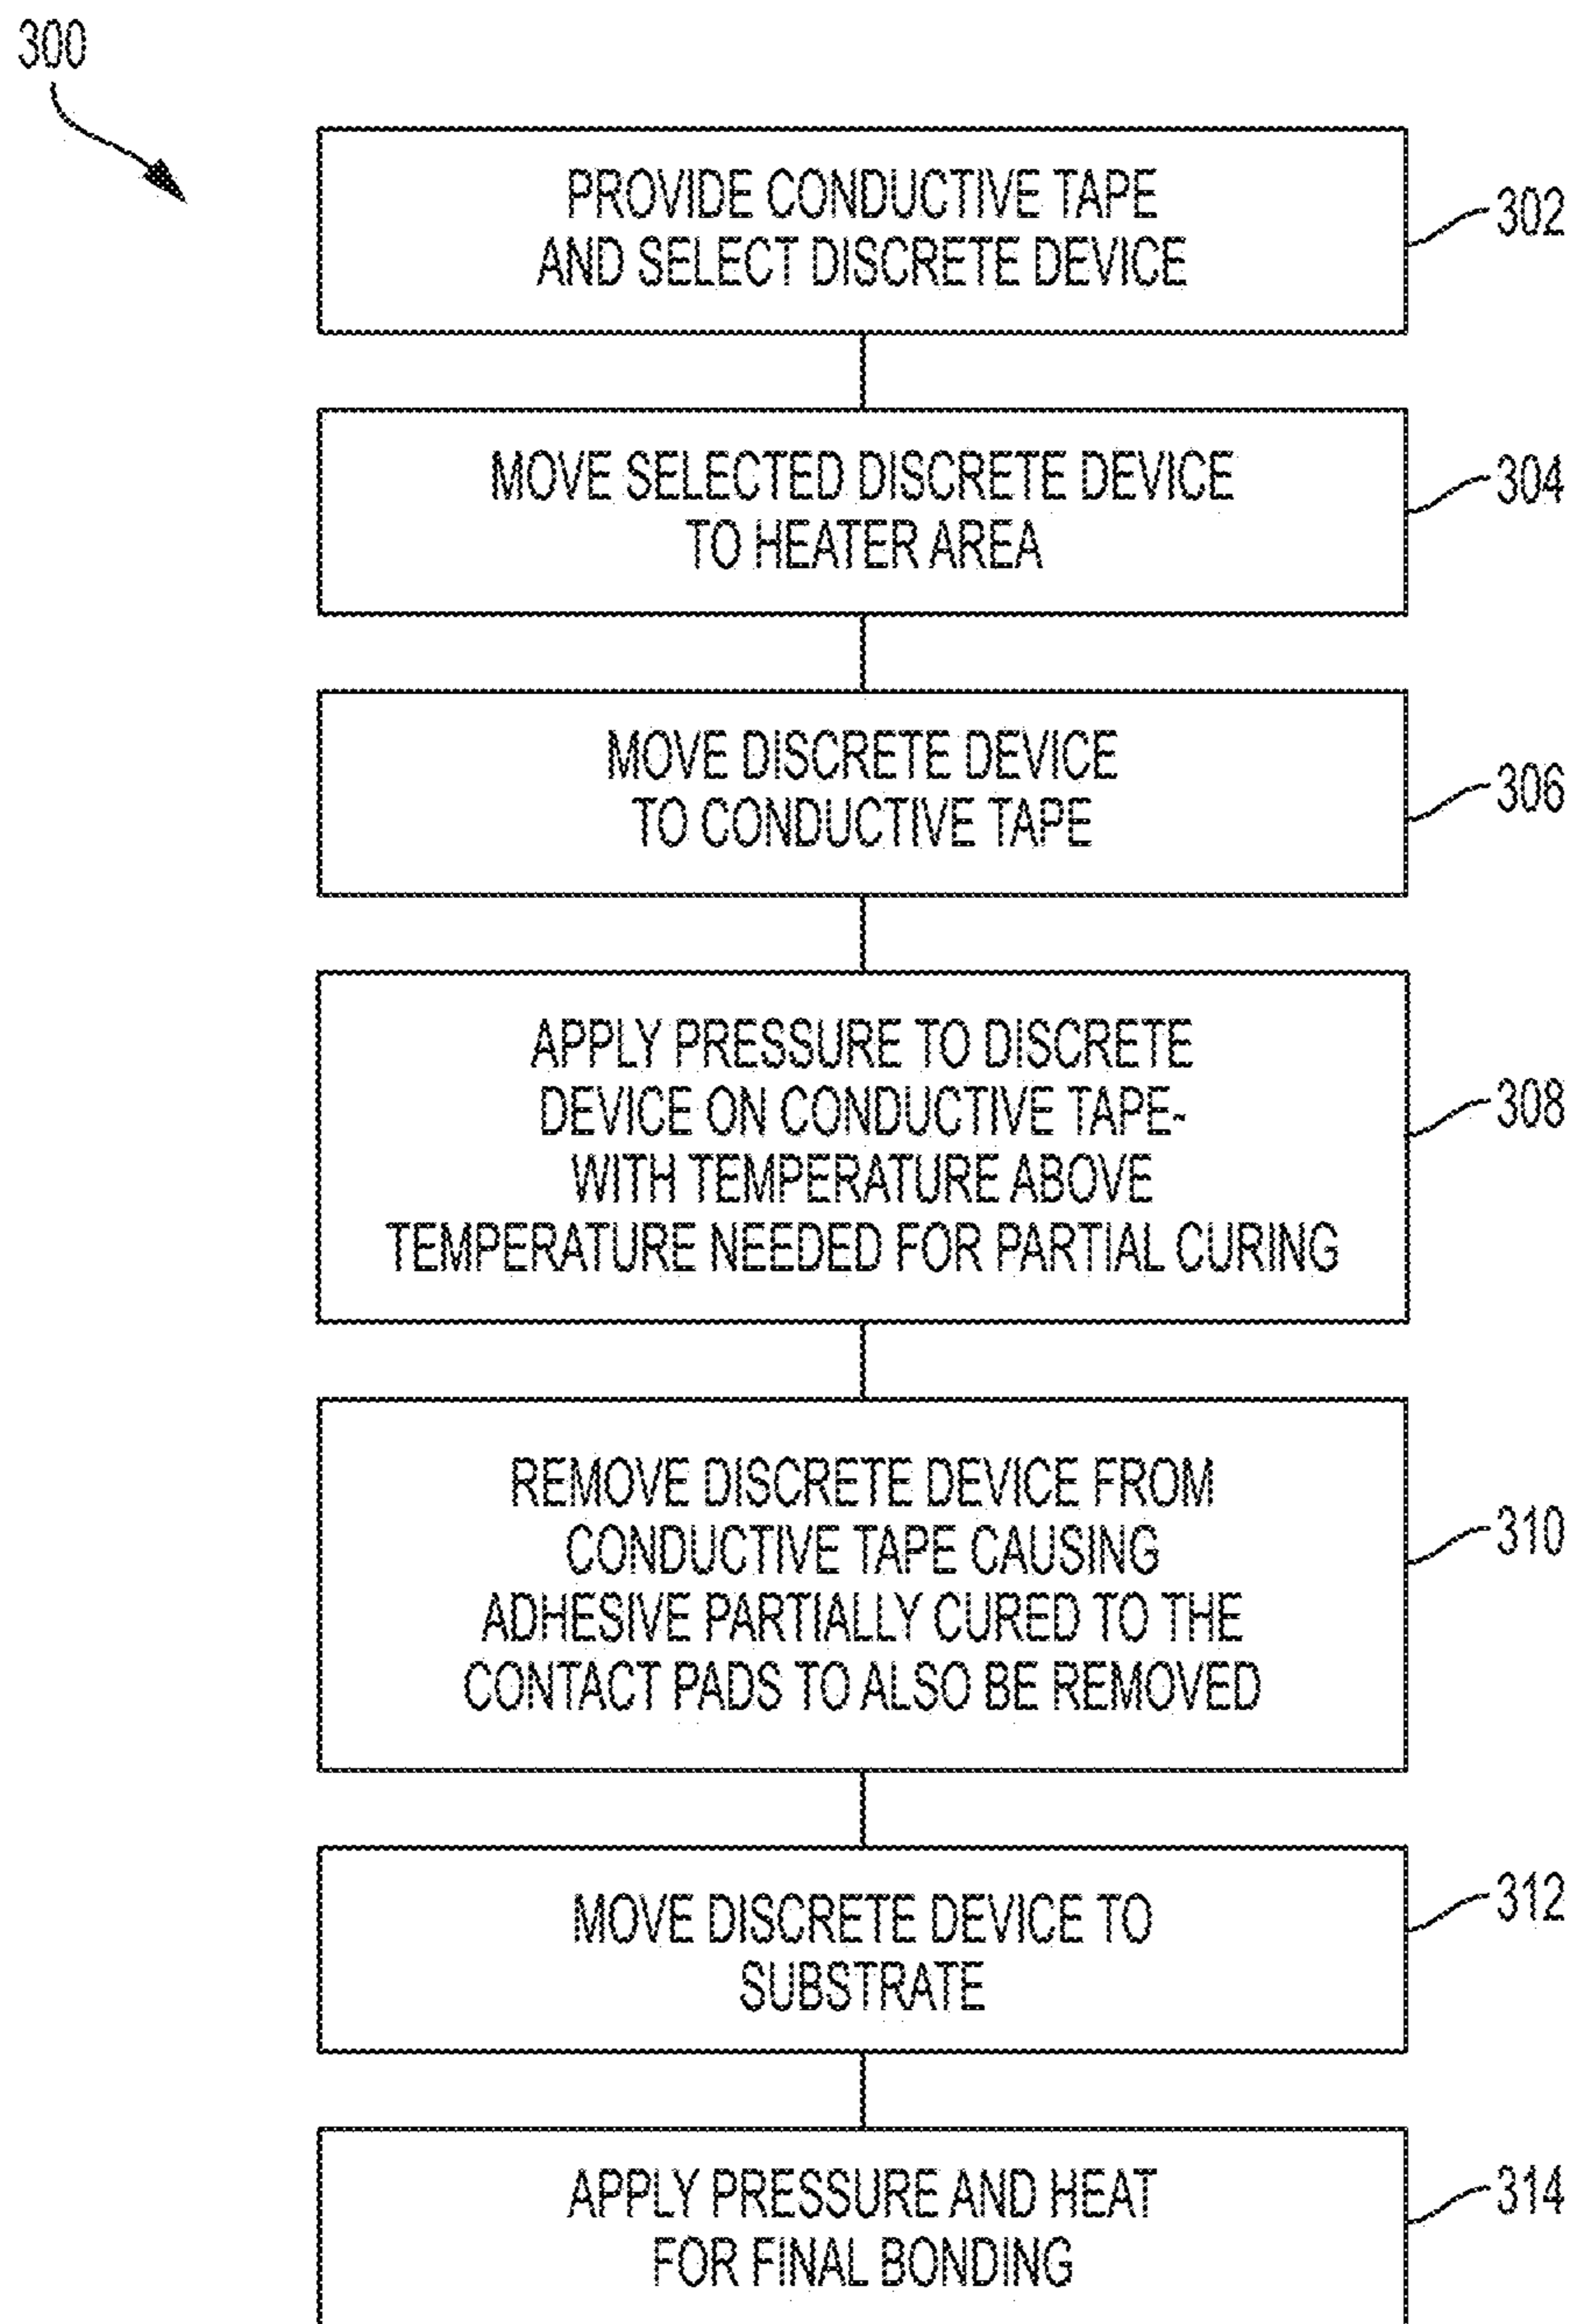 300
PROVIDE CONDUCTIVE TAPE
AND SELECT DISCRETE DEVICE
302
MOVE SELECTED DISCRETE DEVICE
TO HEATER AREA
304
MOVE DISCRETE DEVICE
TO CONDUCTIVE TAPE
306
APPLY PRESSURE TO DISCRETE
DEVICE ON CONDUCTIVE TAPE-
WITH TEMPERATURE ABOVE
TEMPERATURE NEEDED FOR PARTIAL CURING
308
REMOVE DISCRETE DEVICE FROM
CONDUCTIVE TAPE CAUSING
ADHESIVE PARTIALLY CURED TO THE
CONTACT PADS TO ALSO BE REMOVED
310
MOVE DISCRETE DEVICE TO
SUBSTRATE
312
APPLY PRESSURE AND HEAT
FOR FINAL BONDING
314